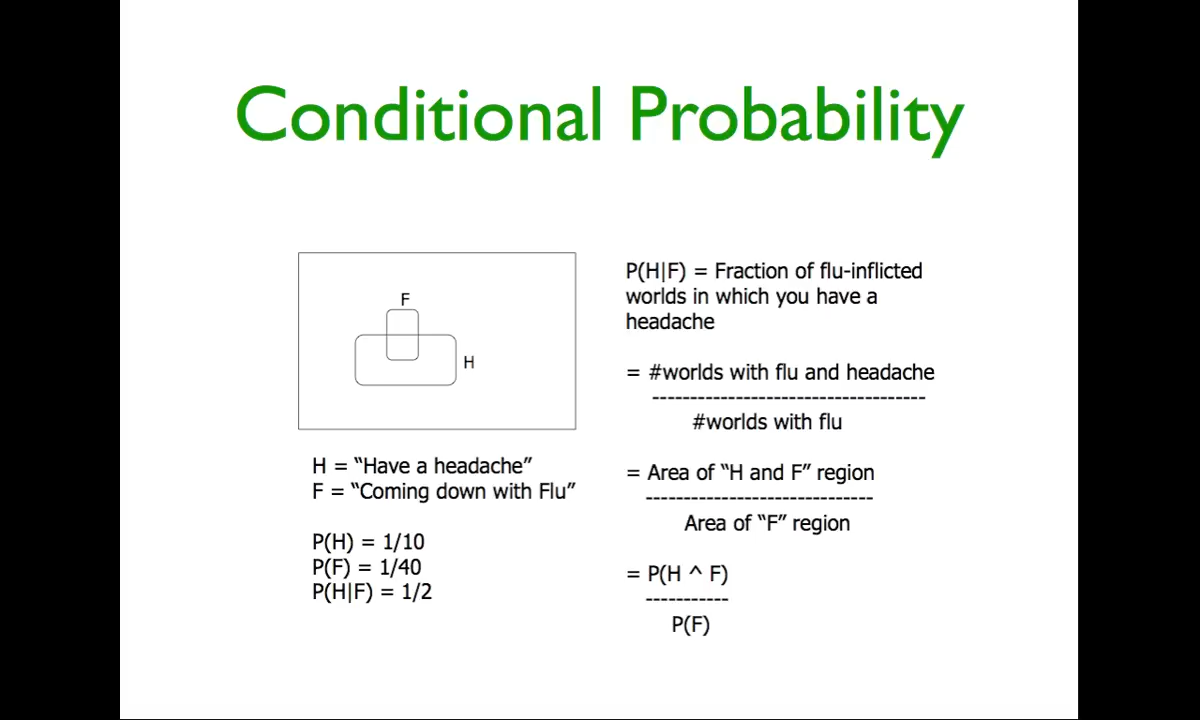 Conditional Probability
F
H
H = “Have a headache”
F = “Coming down with Flu”
P(H) = 1/10
P(F) = 1/40
P(H|F) = 1/2
P(H|F) = Fraction of flu-inflicted
worlds in which you have a
headache
= #worlds with flu and headache
------------------------------------
#worlds with flu
= Area of “H and F” region
------------------------------
Area of “F” region
= P(H ^ F)
-----------
P(F)